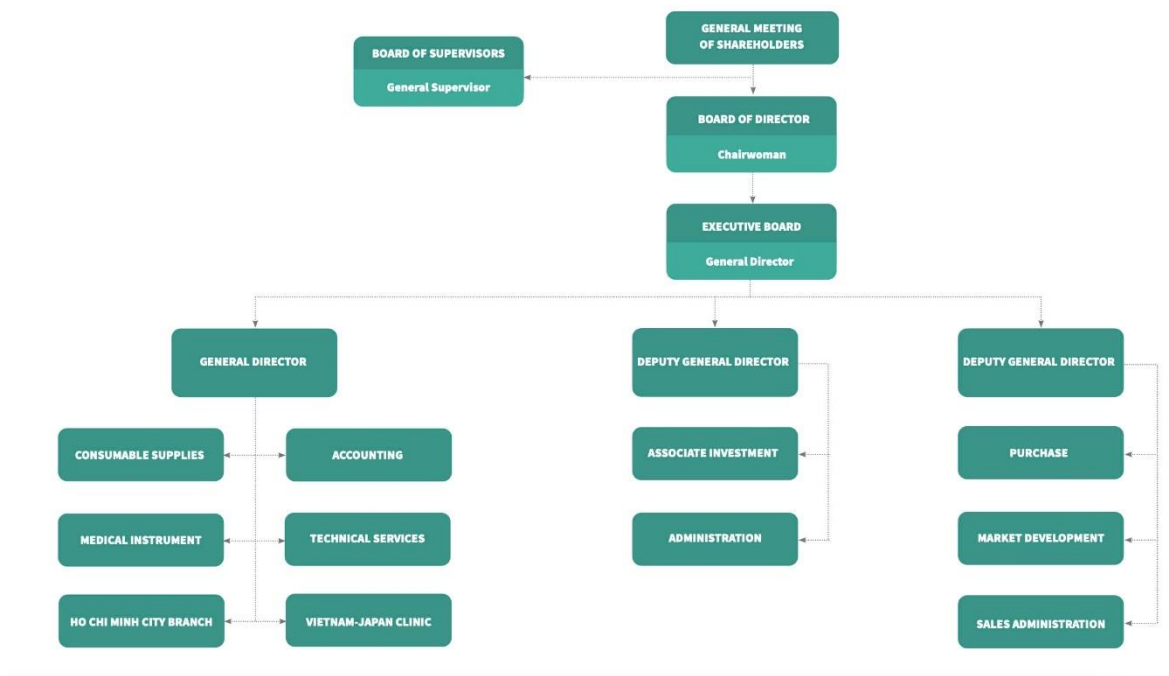 GENERAL MEETING
OF SHAREHOLDERS
BOARD OF SUPERVISORS
General Supervisor
BOARD OF DIRECTOR
Chairwoman
EXECUTIVE BOARD
General Director
GENERAL DIRECTOR
DEPUTY GENERAL DIRECTOR
DEPUTY GENERAL DIRECTOR
CONSUMABLE SUPPLIES
ACCOUNTING
ASSOCIATE INVESTMENT
PURCHASE
MEDICAL INSTRUMENT
TECHNICAL SERVICES
ADMINISTRATION
MARKET DEVELOPMENT
HO CHI MINH CITY BRANCH
VIETNAM-JAPAN CLINIC
SALES ADMINISTRATION